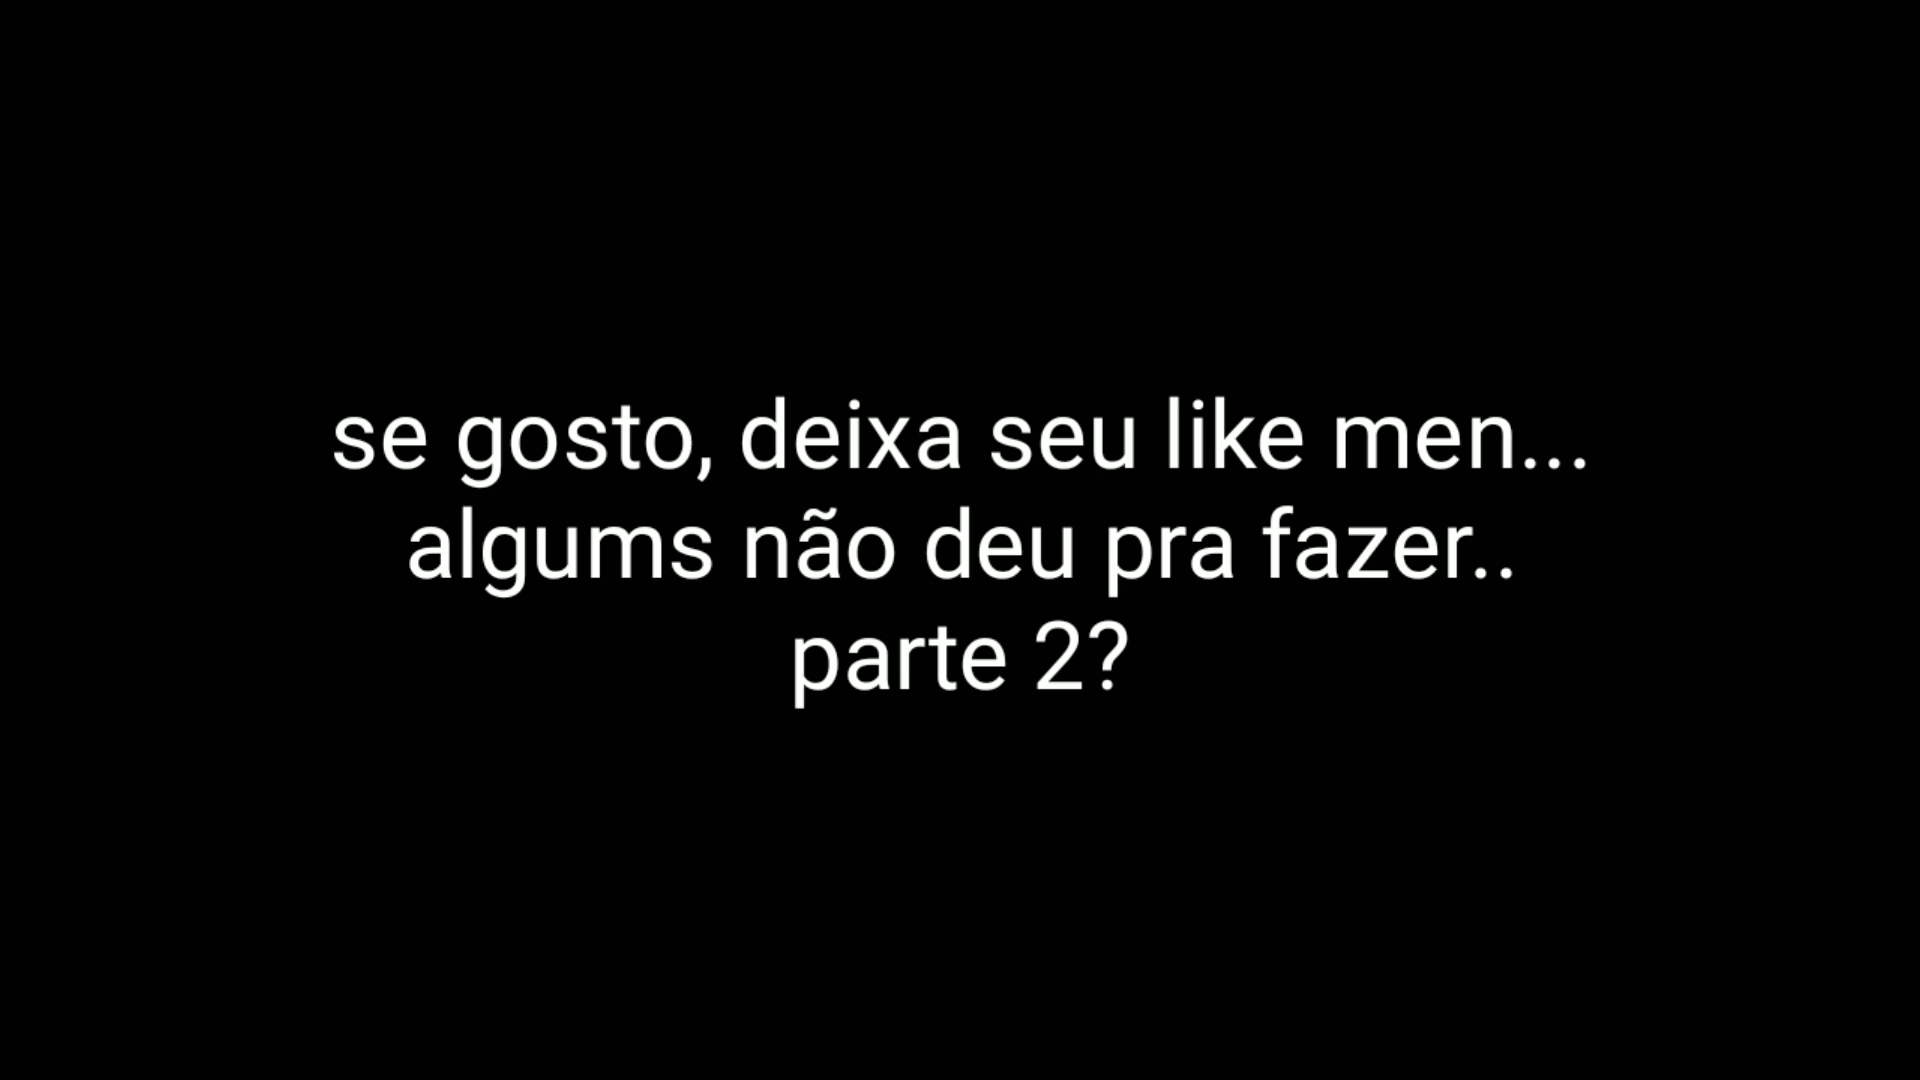 se gosto, deixa seu like men...
algums não deu pra fazer..
parte 2?